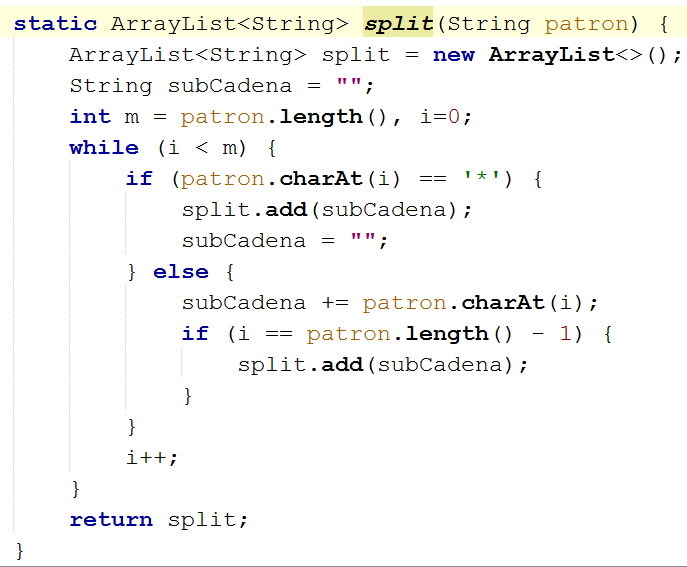 static ArrayList<String> split(String patron) {
    ArrayList<String> split = new ArrayList<>();
    String subCadena = "";
    int m = patron.length(), i=0;
    while (i < m) {
        if (patron.charAt(i) == '*') {
            split.add(subCadena);
            subCadena = "";
        } else {
            subCadena += patron.charAt(i);
            if (i == patron.length() - 1) {
                split.add(subCadena);
            }
        }
        i++;
    }
    return split;
}